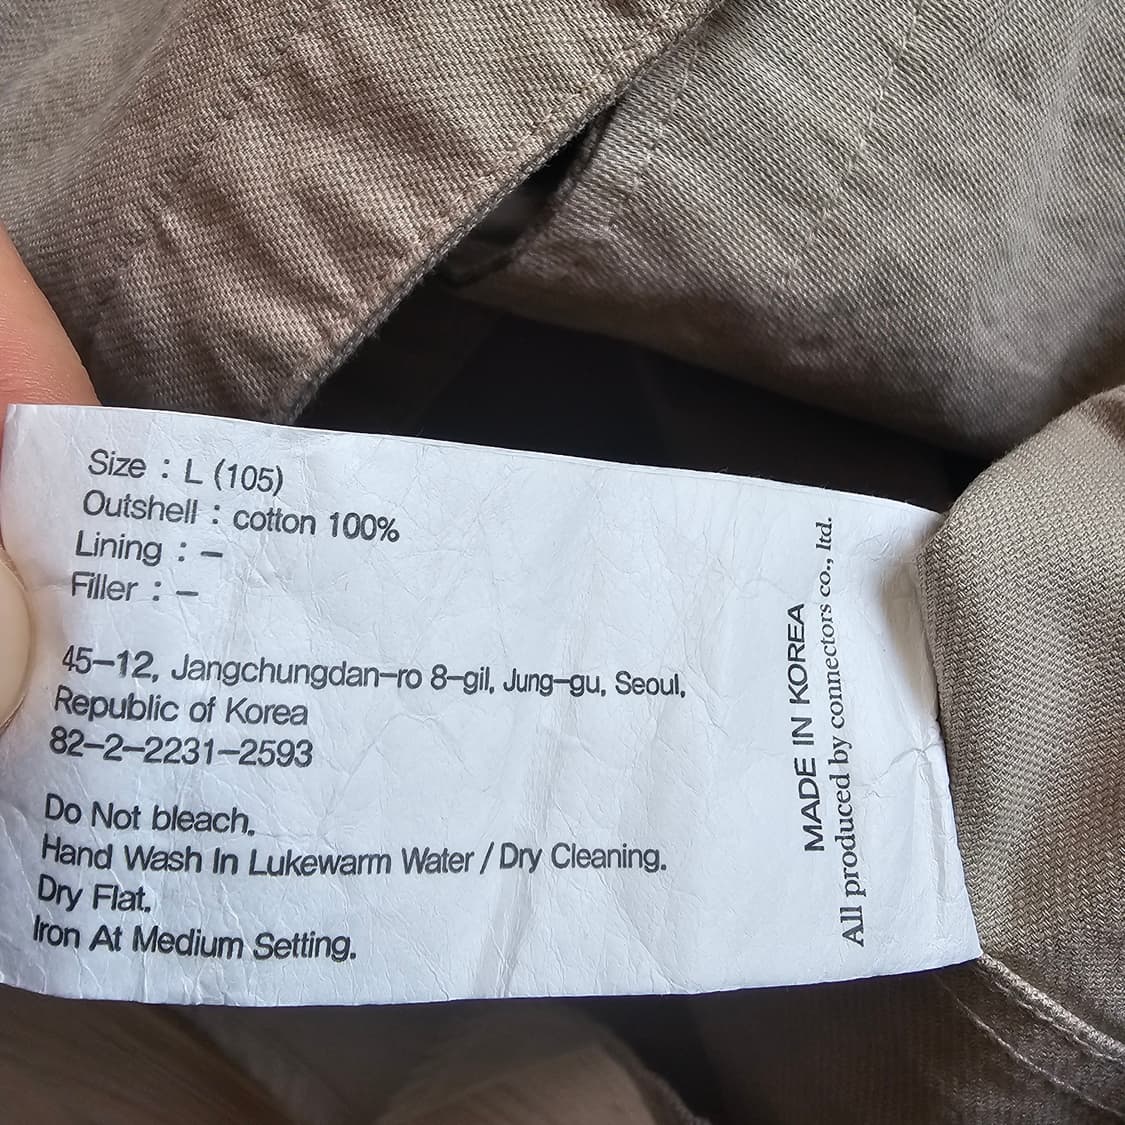 Size : L (105)
Outshell : cotton 100%
Lining : –
Filler : –
45–12, Jangchungdan–ro 8–gil, Jung–gu, Seoul,
Republic of Korea
82–2–2231–2593
Do Not bleach.
Hand Wash In Lukewarm Water / Dry Cleaning.
Dry Flat.
Iron At Medium Setting.
MADE IN KOREA
All produced by connectors co., ltd.